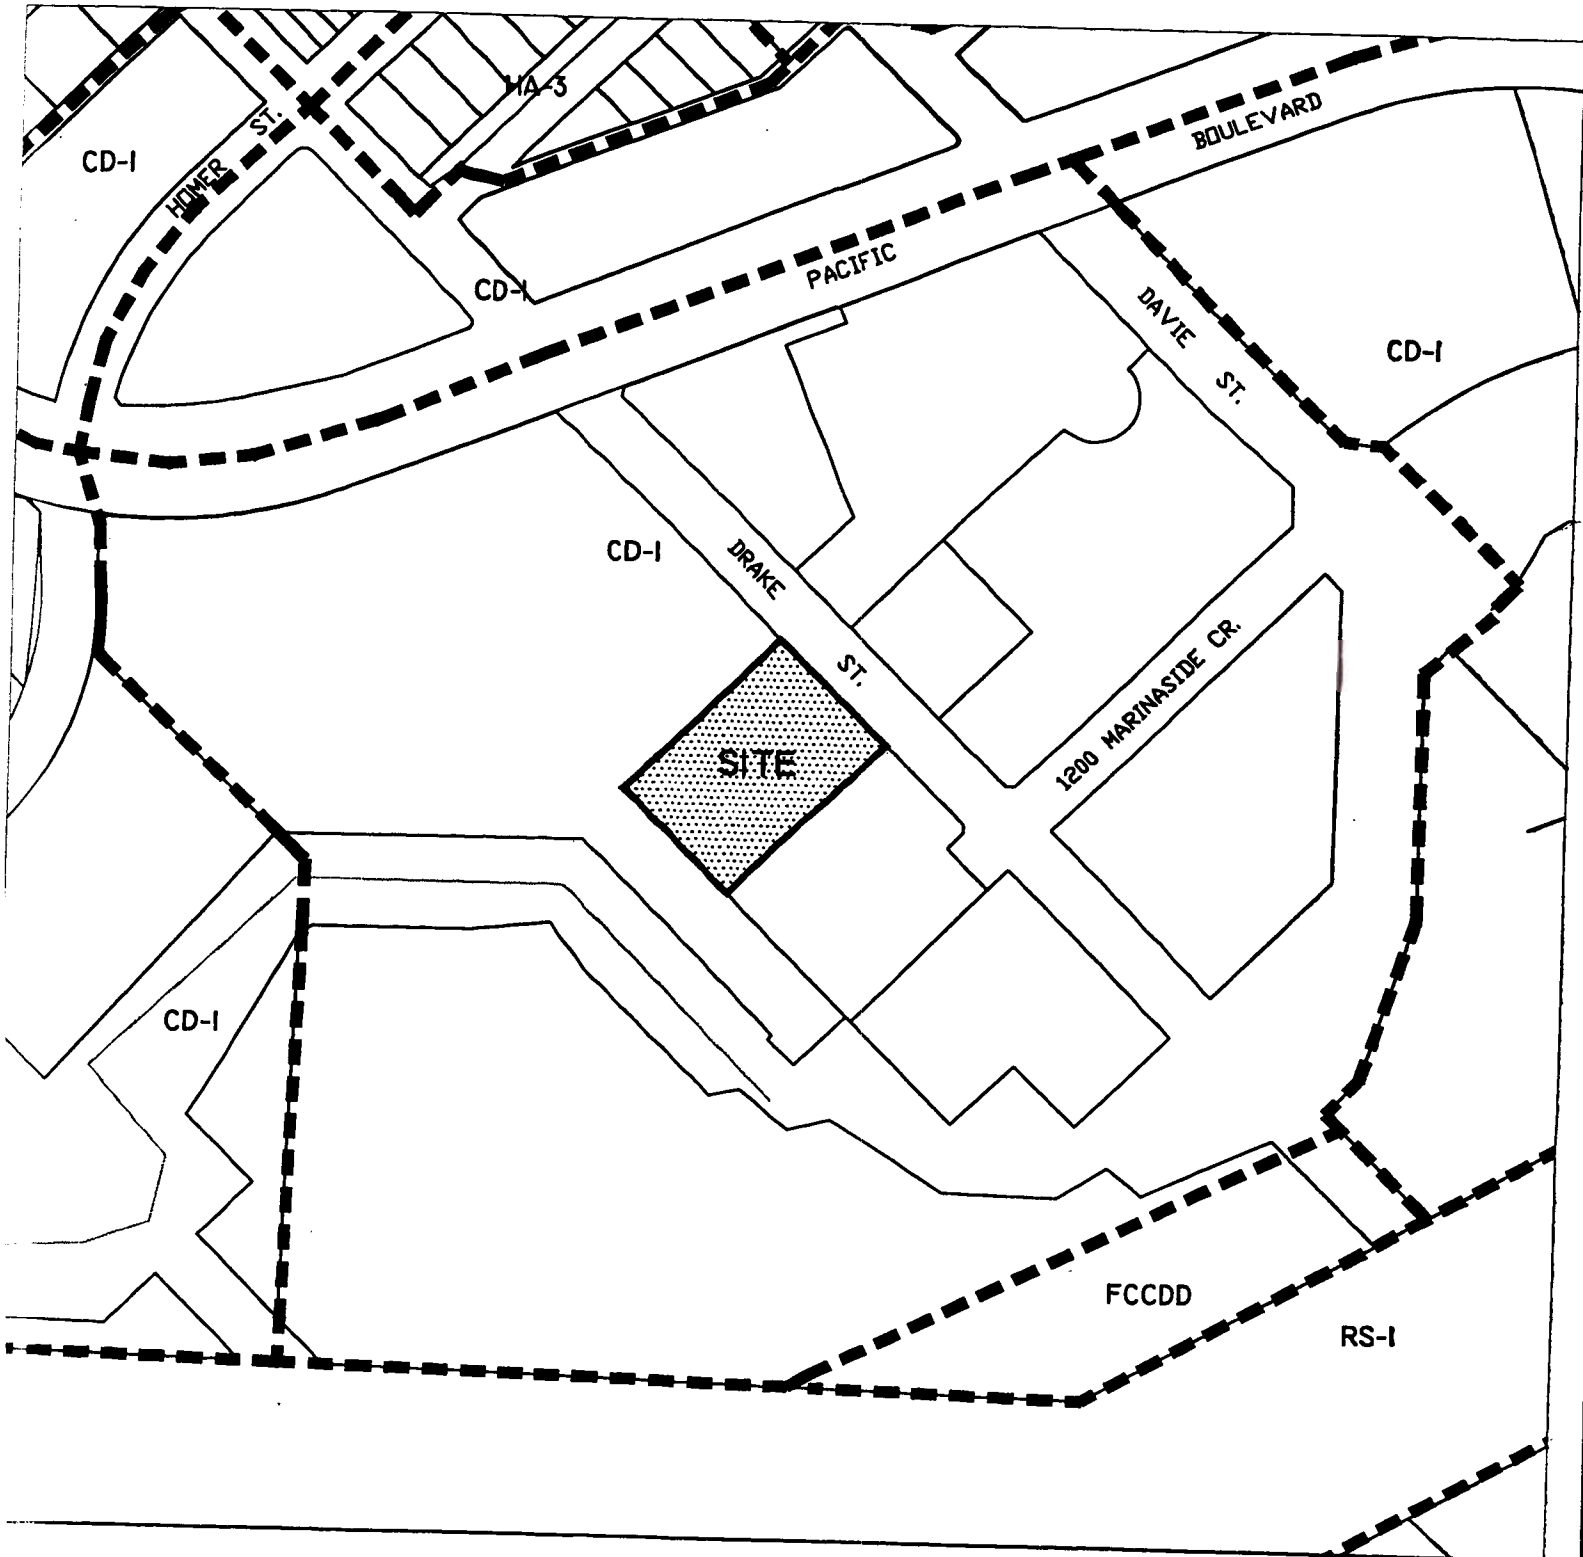 HA-3
ST.
BOULEVARD
CD-1
HOMER
PACIFIC
CD-1
DAVIE
CD-1
ST.
CD-1
DRAKE
ST.
1200 MARINASIDE CR.
SITE
CD-1
FCCDD
RS-1